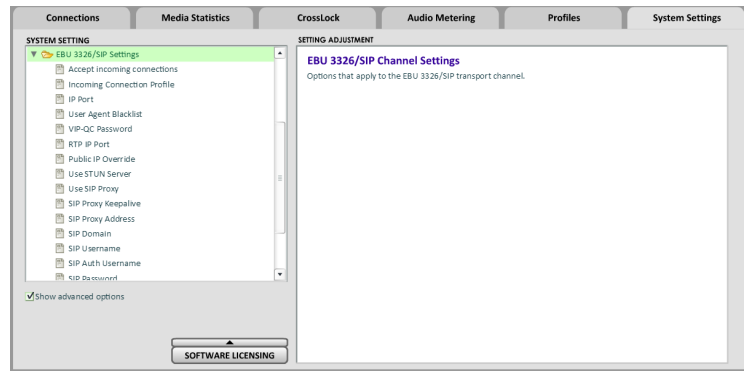 Connections
Media Statistics
CrossLock
Audio Metering
Profiles
System Settings
SYSTEM SETTING
EBU 3326/SIP Settings
Accept incoming connections
Incoming Connection Profile
IP Port
User Agent Blacklist
VIP-QC Password
RTP IP Port
Public IP Override
Use STUN Server
Use SIP Proxy
SIP Proxy Keepalive
SIP Proxy Address
SIP Domain
SIP Username
SIP Auth Username
SIP Password
Show advanced options
SOFTWARE LICENSING
SETTING ADJUSTMENT
EBU 3326/SIP Channel Settings
Options that apply to the EBU 3326/SIP transport channel.